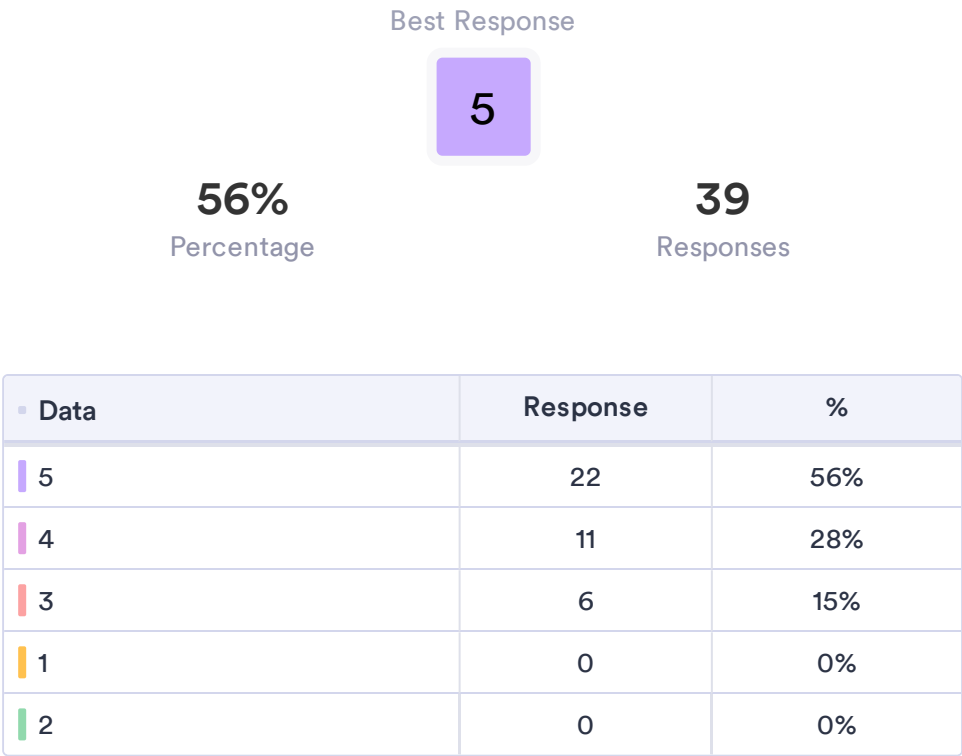 Best Response
5
56% 39
Percentage Responses
Data Response %
5 22 56%
4 11 28%
3 6 15%
1 0 0%
2 0 0%